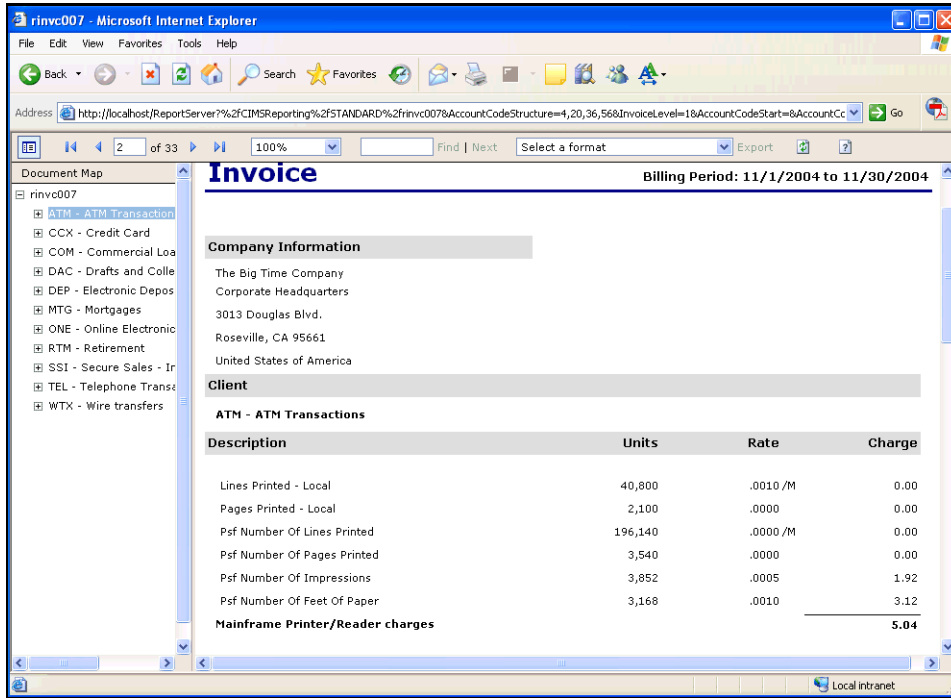 rinvc007 - Microsoft Internet Explorer
File Edit View Favorites Tools Help
Back Search Favorites
Address http://localhost/ReportServer?%2fCIMSReporting%2fSTANDARD%2frinvc007&AccountCodeStructure=4,20,36,56&InvoiceLevel=1&AccountCodeStart=&AccountCc Go
2 of 33 100% Find | Next Select a format Export
Document Map
rinvc007
ATM - ATM Transaction
CCX - Credit Card
COM - Commercial Loa
DAC - Drafts and Colle
DEP - Electronic Depos
MTG - Mortgages
ONE - Online Electronic
RTM - Retirement
SSI - Secure Sales - Ir
TEL - Telephone Transa
WTX - Wire transfers
Invoice Billing Period: 11/1/2004 to 11/30/2004
Company Information
The Big Time Company
Corporate Headquarters
3013 Douglas Blvd.
Roseville, CA 95661
United States of America
Client
ATM - ATM Transactions
Description Units Rate Charge
Lines Printed - Local 40,800 .0010 /M 0.00
Pages Printed - Local 2,100 .0000 0.00
Psf Number Of Lines Printed 196,140 .0000 /M 0.00
Psf Number Of Pages Printed 3,540 .0000 0.00
Psf Number Of Impressions 3,852 .0005 1.92
Psf Number Of Feet Of Paper 3,168 .0010 3.12
Mainframe Printer/Reader charges 5.04
Local intranet